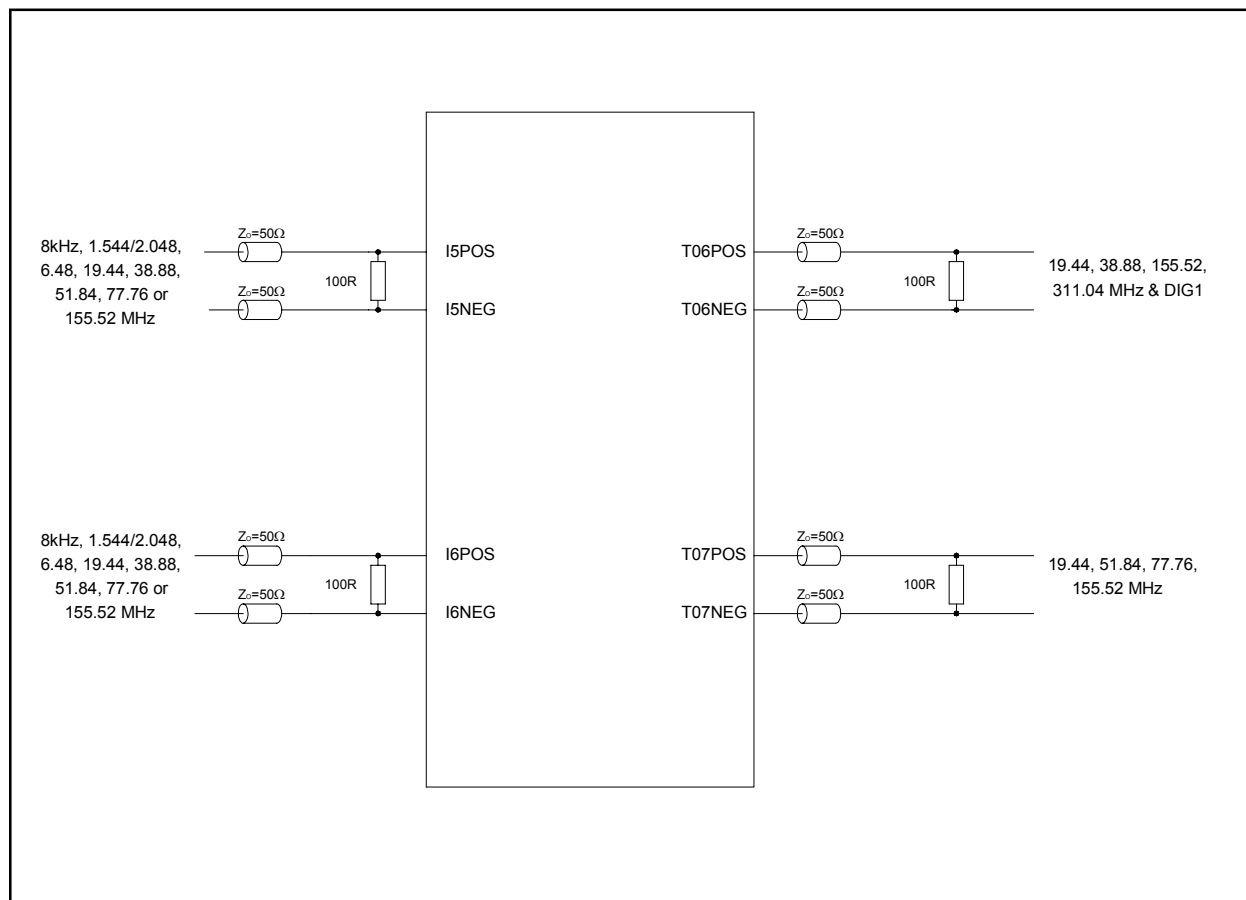 8kHz, 1.544/2.048,
6.48, 19.44, 38.88,
51.84, 77.76 or
155.52 MHz
Zo=50Ω
Zo=50Ω
100R
I5POS
I5NEG
T06POS
T06NEG
Zo=50Ω
Zo=50Ω
100R
19.44, 38.88, 155.52,
311.04 MHz & DIG1
8kHz, 1.544/2.048,
6.48, 19.44, 38.88,
51.84, 77.76 or
155.52 MHz
Zo=50Ω
Zo=50Ω
100R
I6POS
I6NEG
T07POS
T07NEG
Zo=50Ω
Zo=50Ω
100R
19.44, 51.84, 77.76,
155.52 MHz